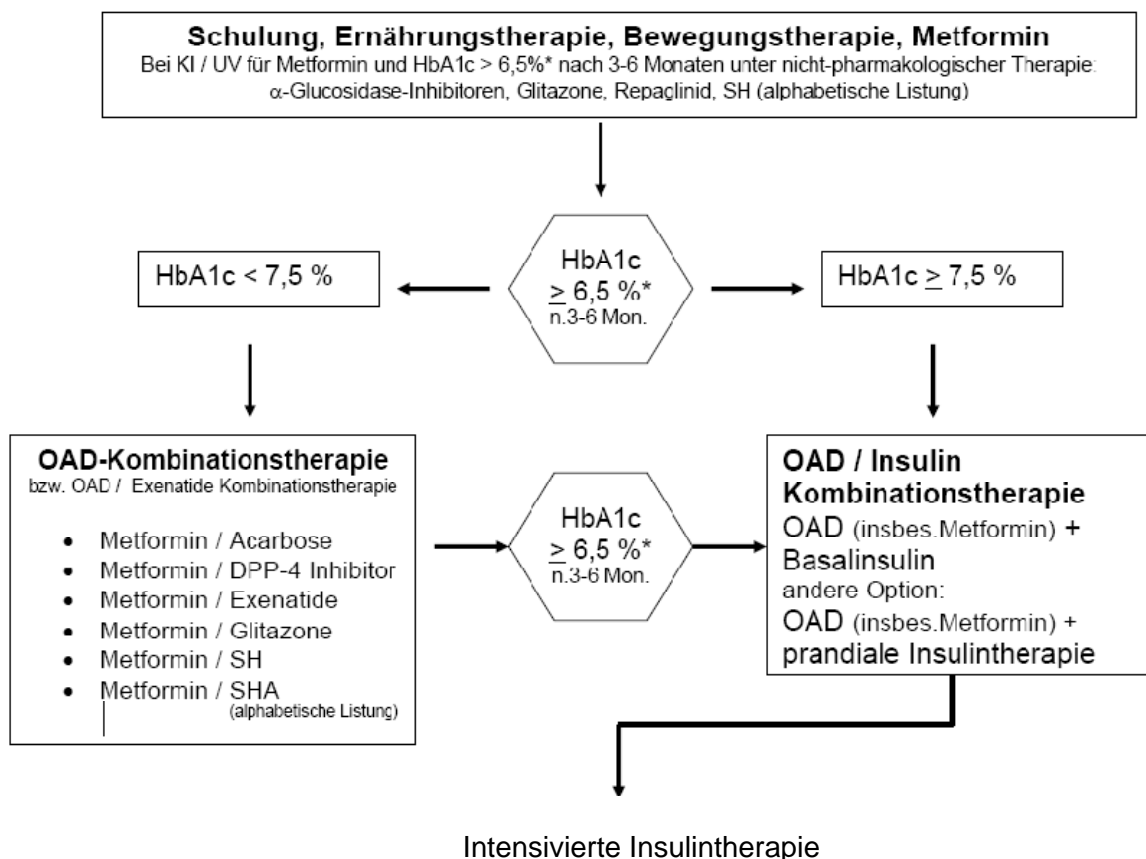 Schulung, Ernährungstherapie, Bewegungstherapie, Metformin
Bei KI / UV für Metformin und HbA1c > 6,5%* nach 3-6 Monaten unter nicht-pharmakologischer Therapie:
α-Glucosidase-Inhibitoren, Glitazone, Repaglinid, SH (alphabetische Listung)
HbA1c < 7,5 %
HbA1c
≥ 6,5 %*
n.3-6 Mon.
HbA1c ≥ 7,5 %
OAD-Kombinationstherapie
bzw. OAD / Exenatide Kombinationstherapie
• Metformin / Acarbose
• Metformin / DPP-4 Inhibitor
• Metformin / Exenatide
• Metformin / Glitazone
• Metformin / SH
• Metformin / SHA
(alphabetische Listung)
HbA1c
≥ 6,5 %*
n.3-6 Mon.
OAD / Insulin
Kombinationstherapie
OAD (insbes.Metformin) +
Basalinsulin
andere Option:
OAD (insbes.Metformin) +
prandiale Insulintherapie
Intensivierte Insulintherapie